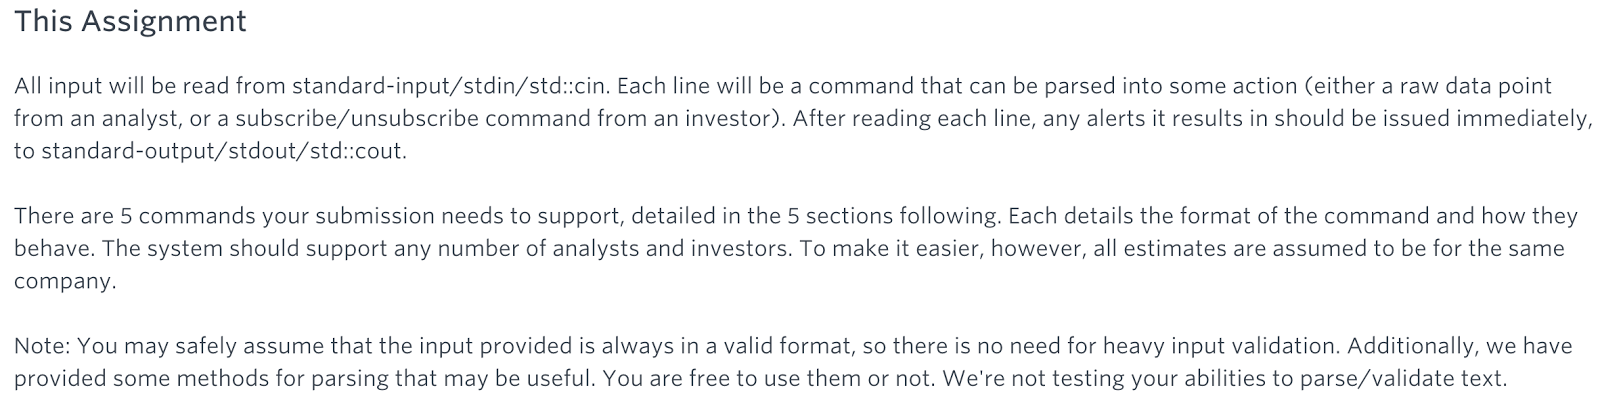 This Assignment
All input will be read from standard-input/stdin/std::cin. Each line will be a command that can be parsed into some action (either a raw data point
from an analyst, or a subscribe/unsubscribe command from an investor). After reading each line, any alerts it results in should be issued immediately,
to standard-output/stdout/std::cout.
There are 5 commands your submission needs to support, detailed in the 5 sections following. Each details the format of the command and how they
behave. The system should support any number of analysts and investors. To make it easier, however, all estimates are assumed to be for the same
company.
Note: You may safely assume that the input provided is always in a valid format, so there is no need for heavy input validation. Additionally, we have
provided some methods for parsing that may be useful. You are free to use them or not. We're not testing your abilities to parse/validate text.